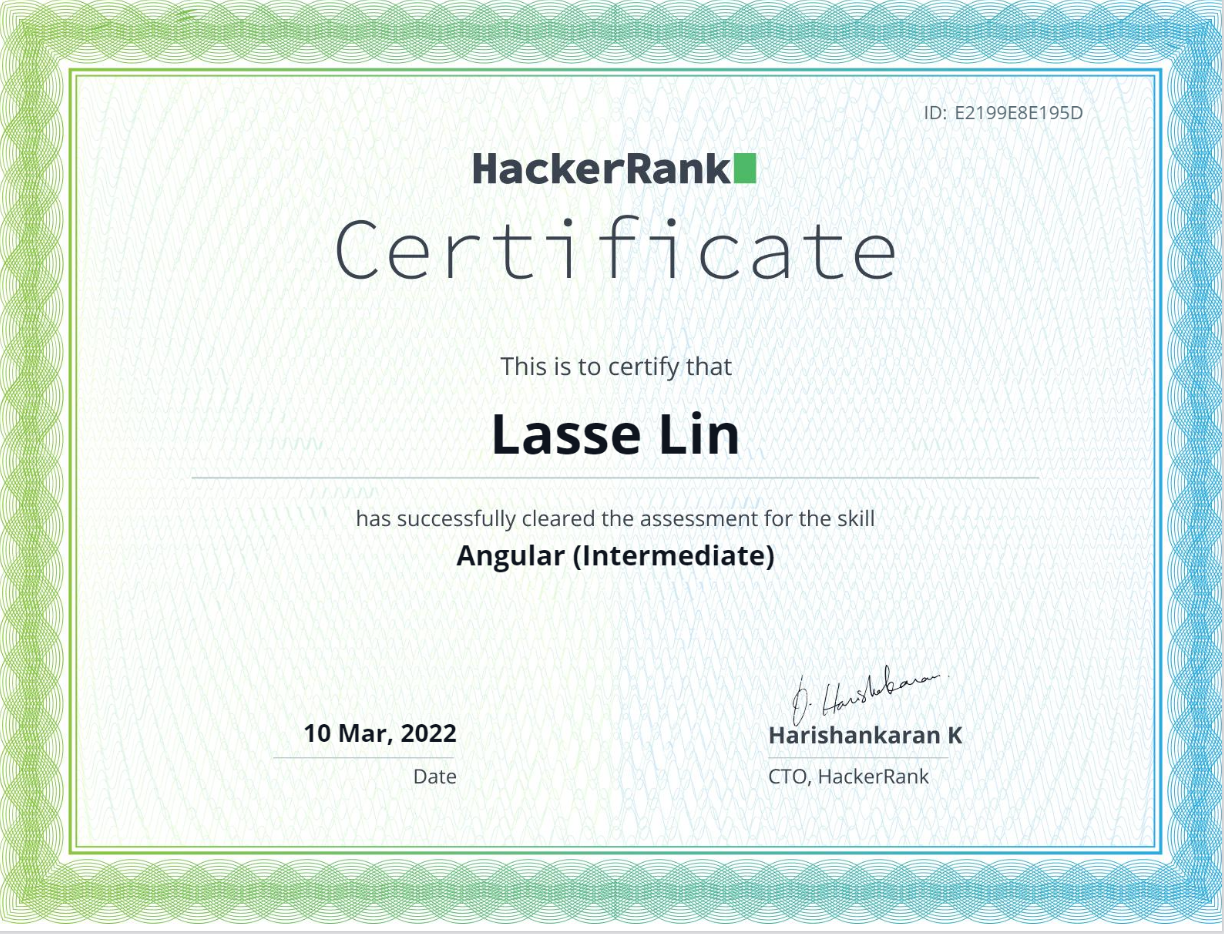 ID: E2199E8E195D
HackerRank
Certificate
This is to certify that
Lasse Lin
has successfully cleared the assessment for the skill
Angular (Intermediate)
10 Mar, 2022
Date
Harishankaran K
CTO, HackerRank